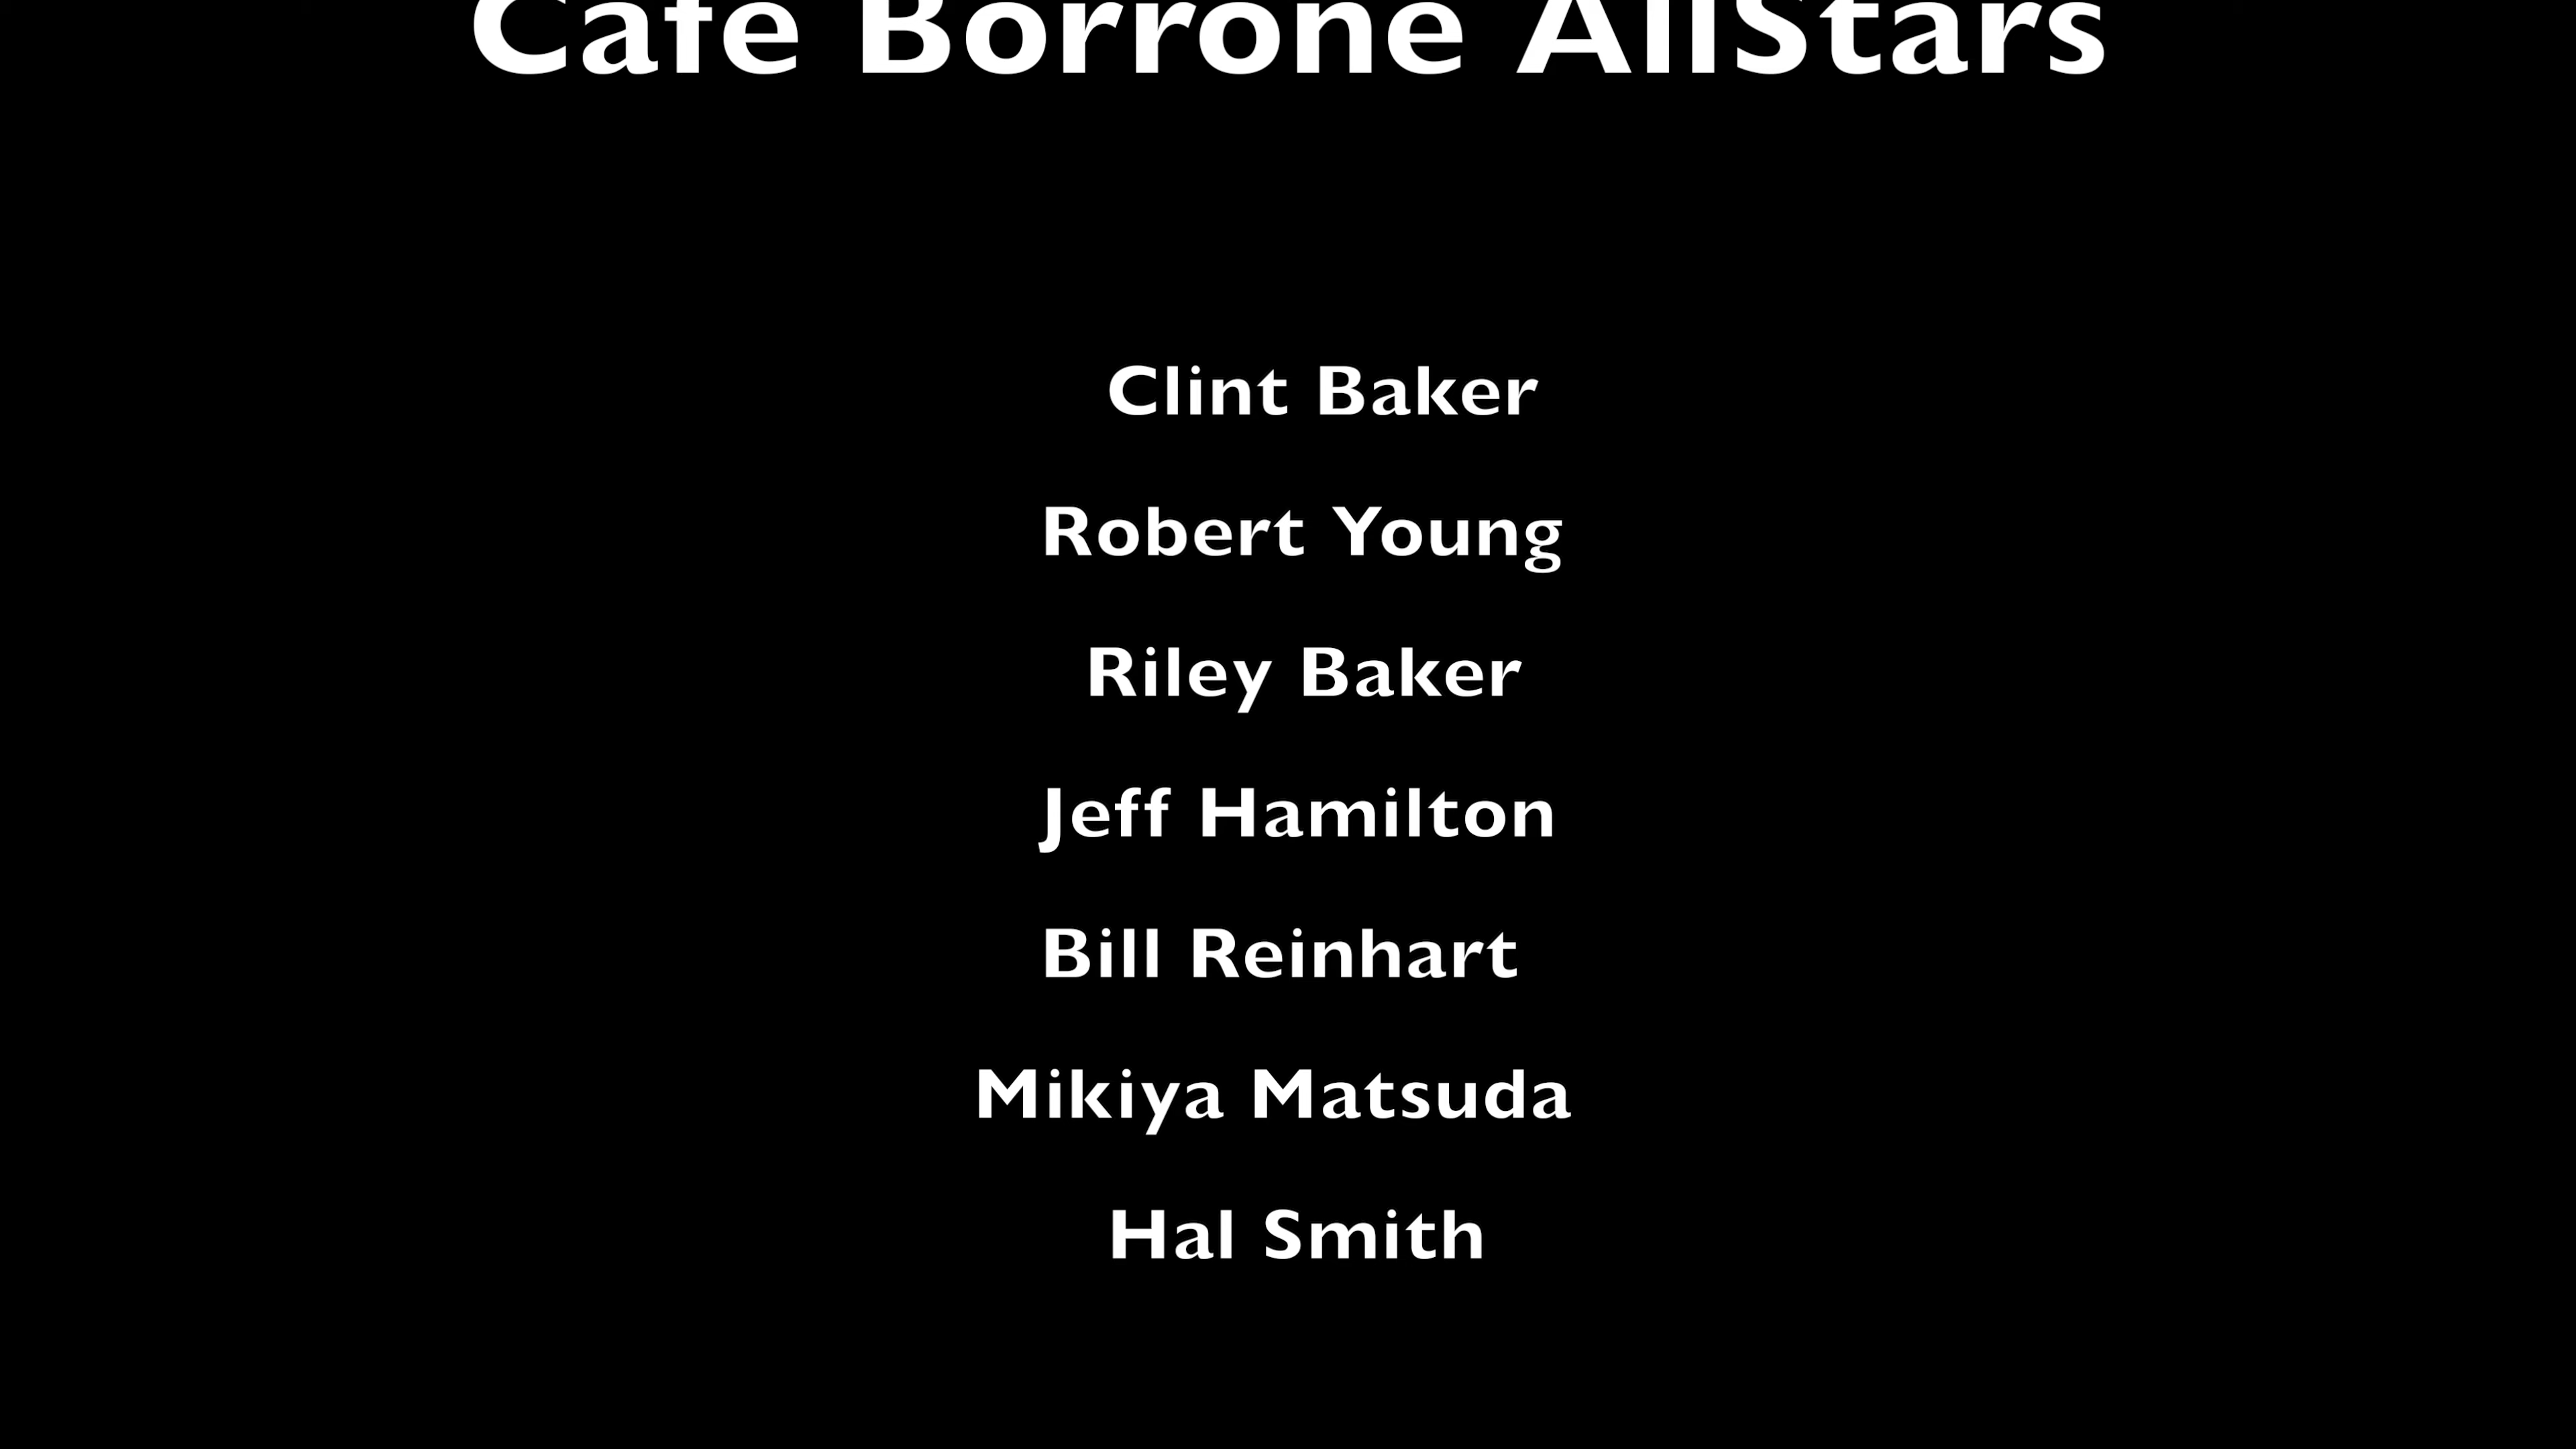 Cafe Borrone AllStars
Clint Baker
Robert Young
Riley Baker
Jeff Hamilton
Bill Reinhart
Mikiya Matsuda
Hal Smith